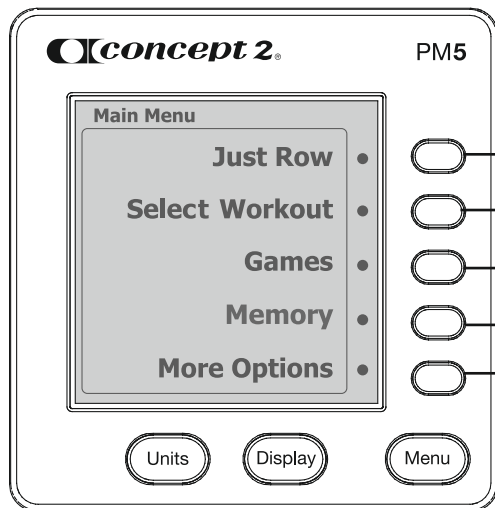 concept 2®
PM5
Main Menu
Just Row
Select Workout
Games
Memory
More Options
Units
Display
Menu